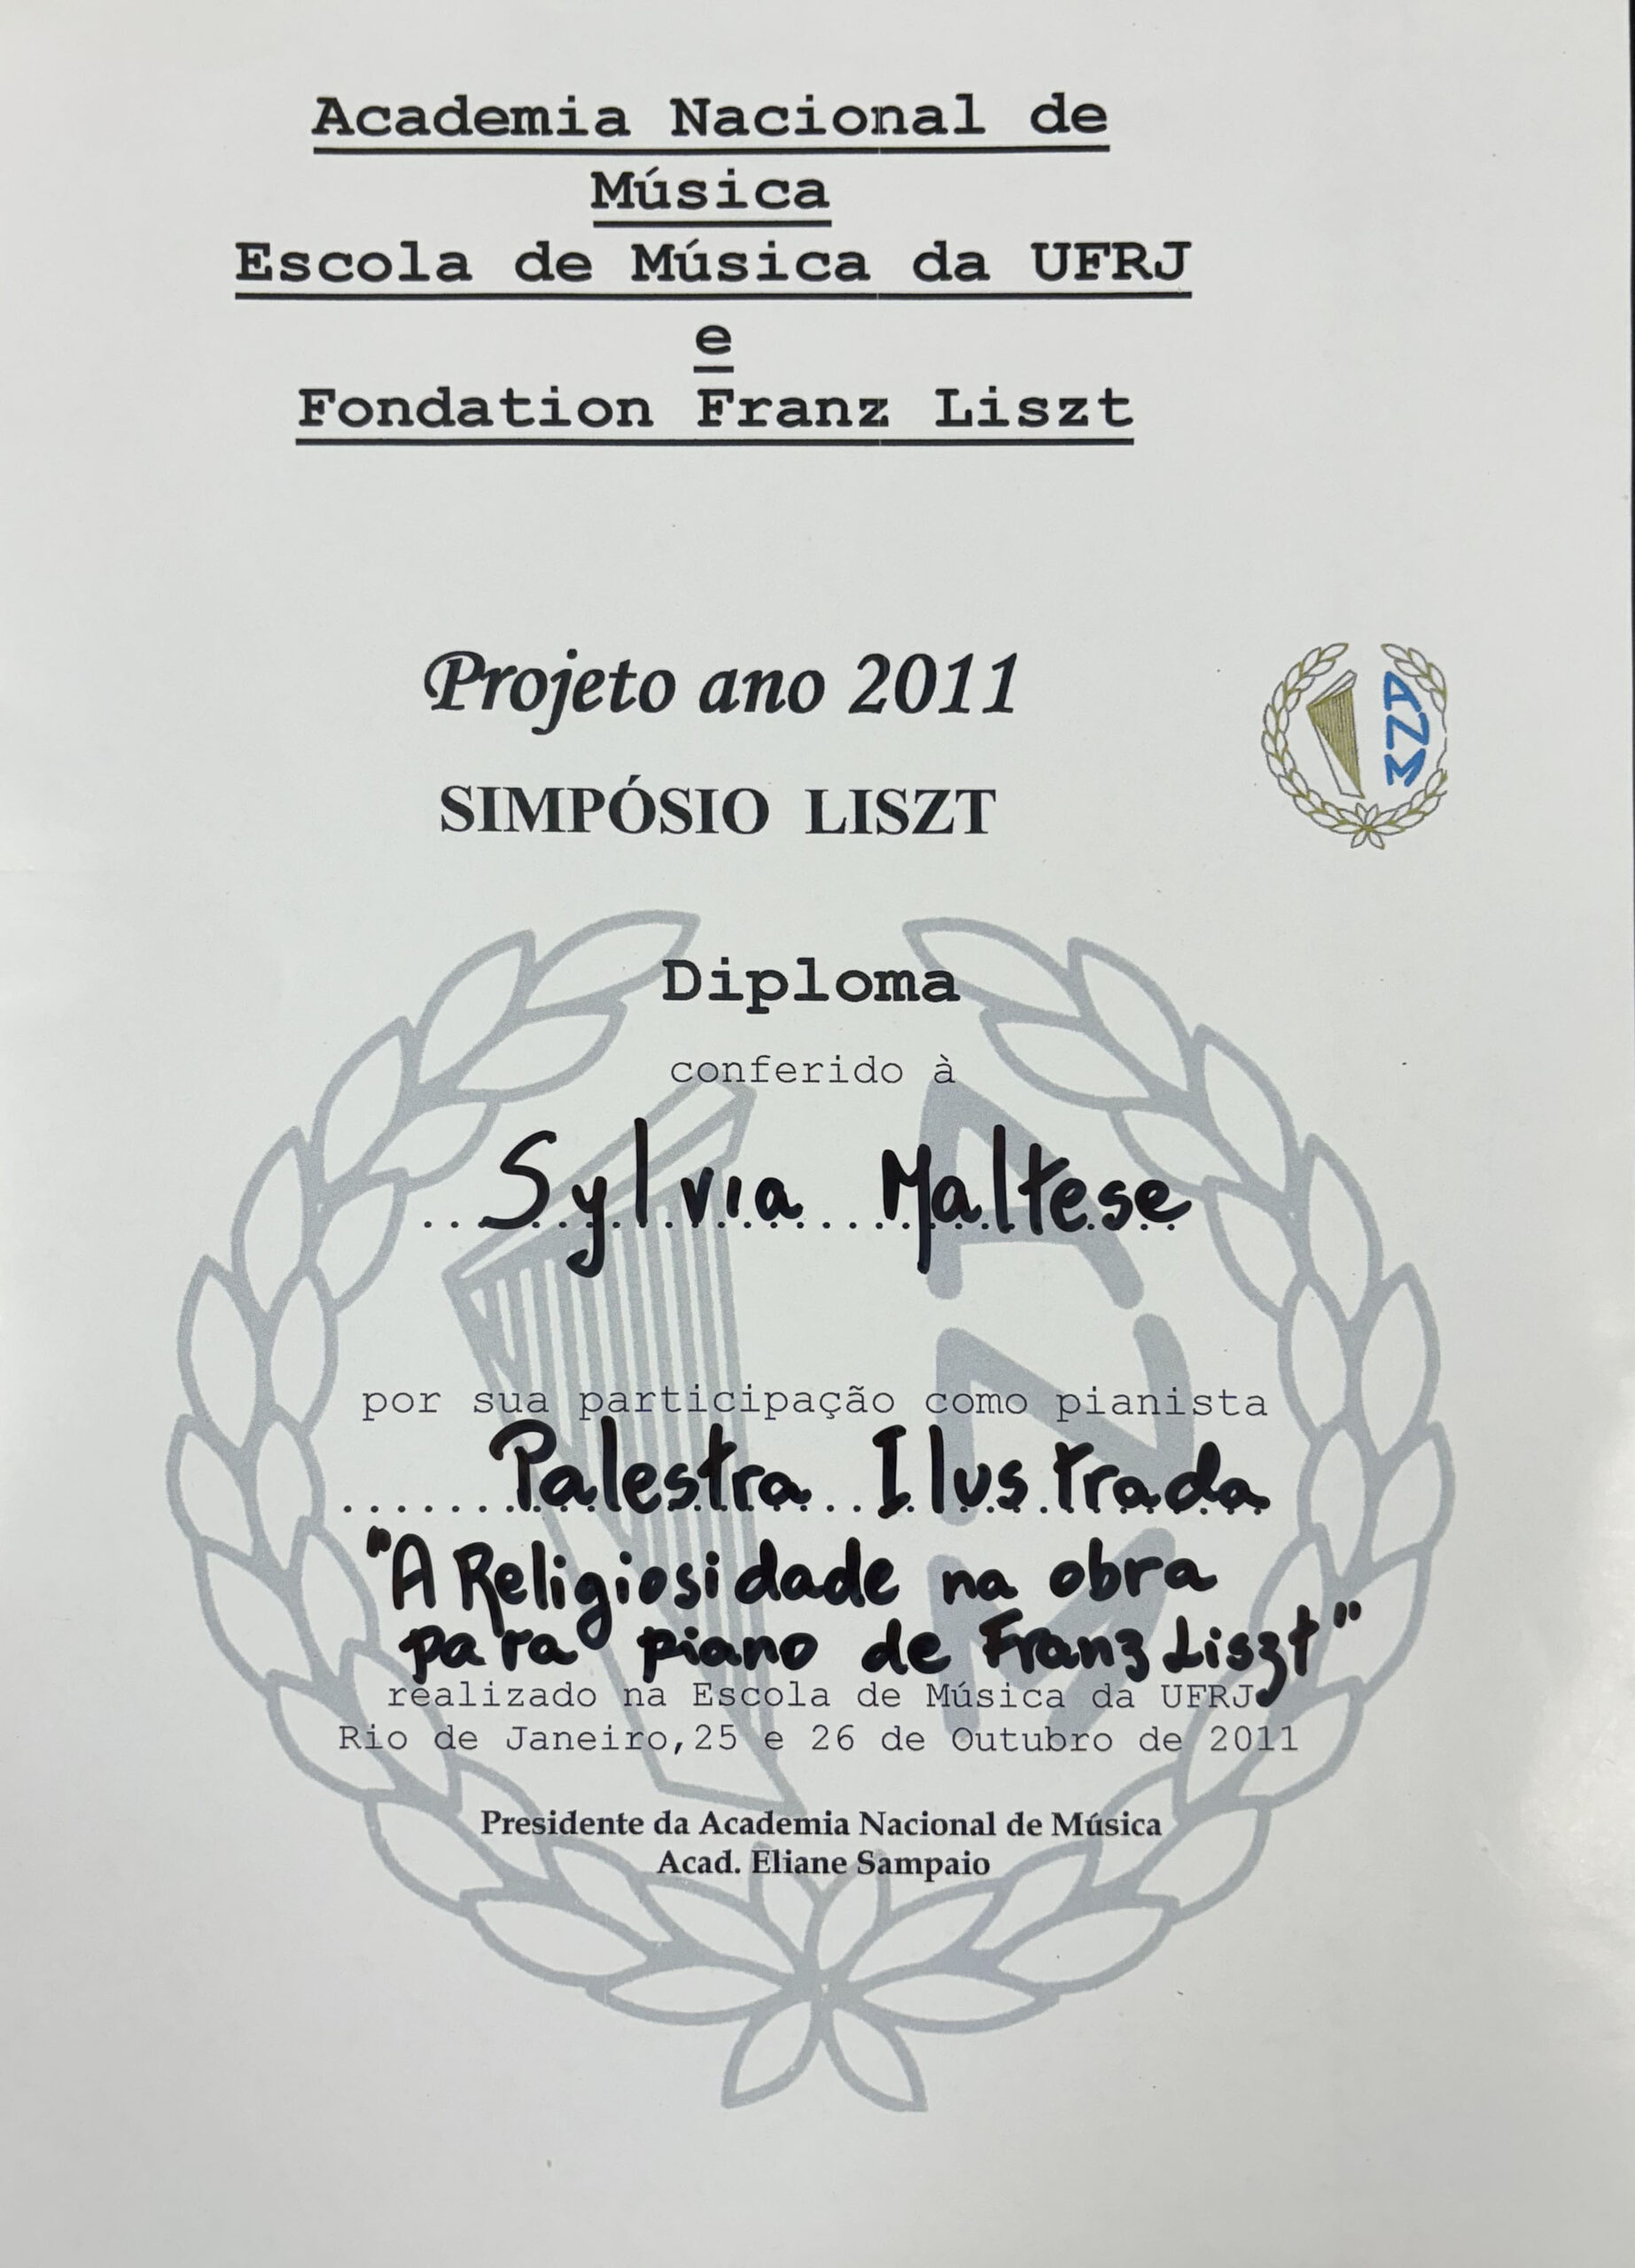 Academia Nacional de
Música
Escola de Música da UFRJ
e
Fondation Franz Liszt
Projeto ano 2011
SIMPÓSIO LISZT
ANM
Diploma
conferido à
Sylvia Maltese
por sua participação como pianista
Palestra Ilustrada
"A Religiosidade na obra
para piano de Franz Liszt"
realizado na Escola de Música da UFRJ
Rio de Janeiro,25 e 26 de Outubro de 2011
Presidente da Academia Nacional de Música
Acad. Eliane Sampaio